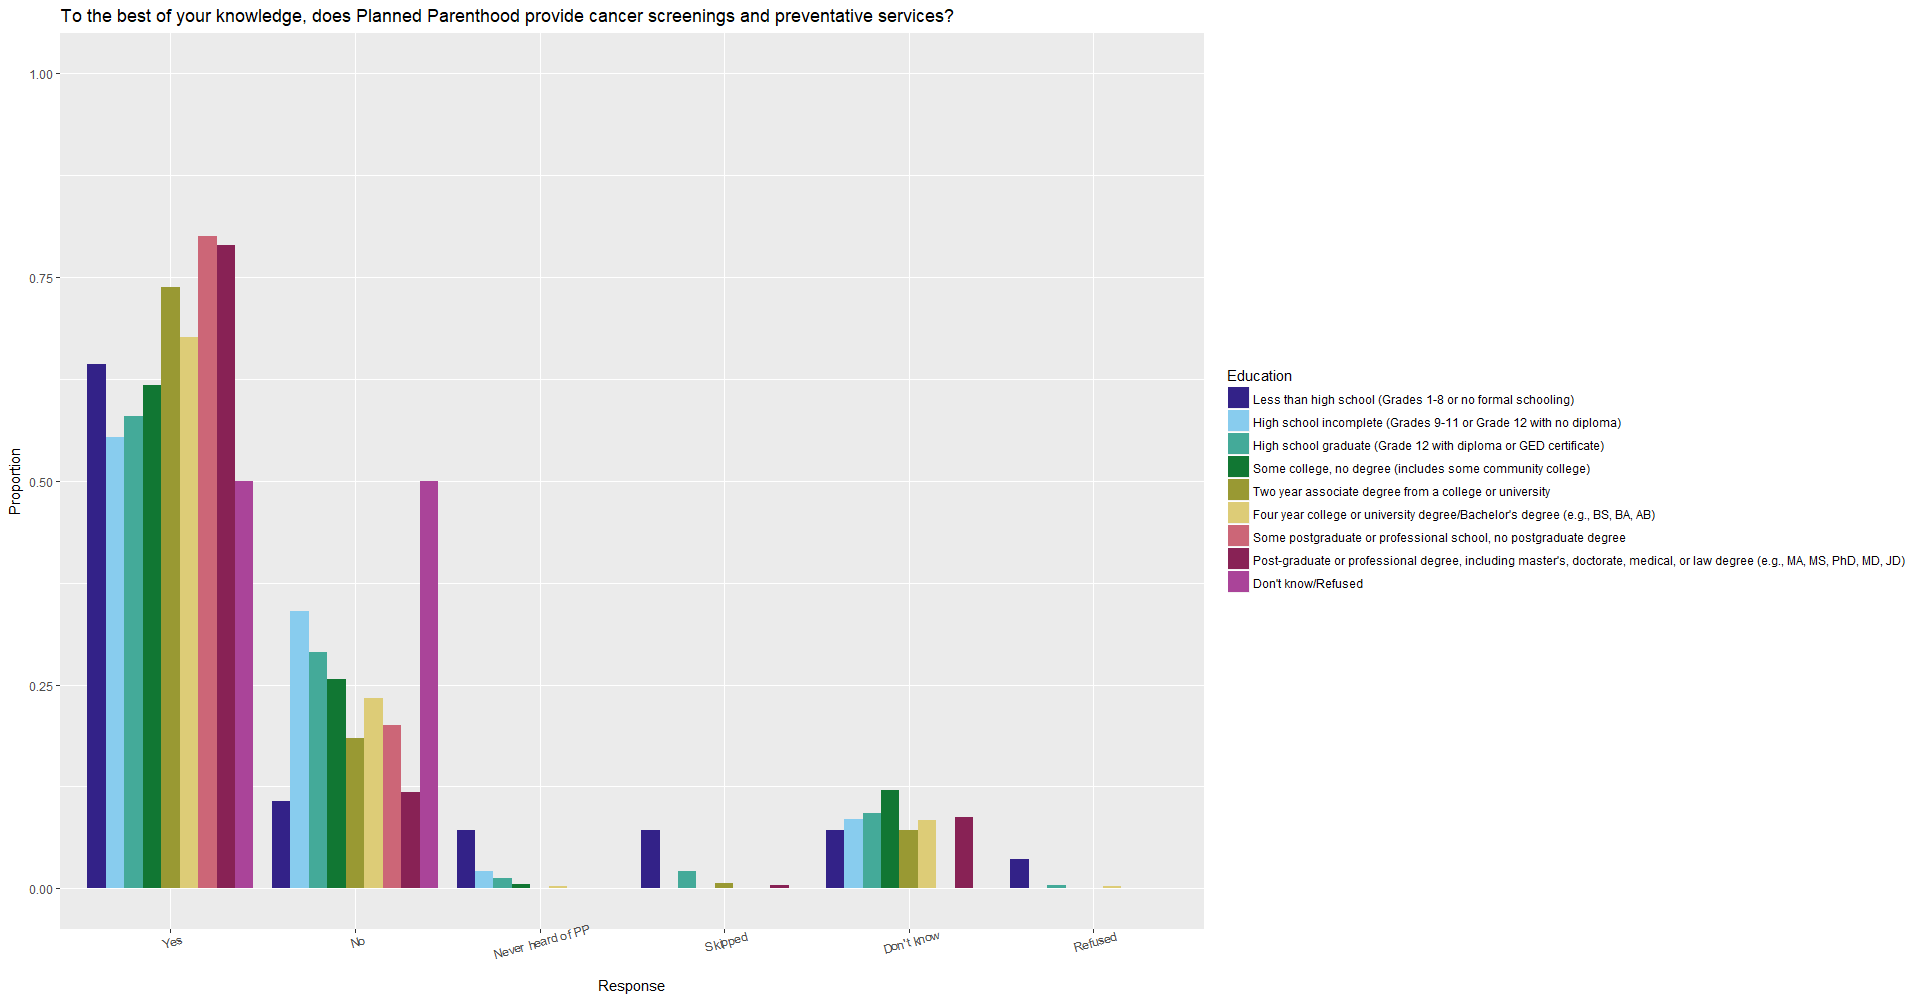 To the best of your knowledge, does Planned Parenthood provide cancer screenings and preventative services?
1.00
0.75
0.50
0.25
0.00
Proportion
Yes
No
Never heard of PP
Skipped
Don't know
Refused
Response
Education
Less than high school (Grades 1-8 or no formal schooling)
High school incomplete (Grades 9-11 or Grade 12 with no diploma)
High school graduate (Grade 12 with diploma or GED certificate)
Some college, no degree (includes some community college)
Two year associate degree from a college or university
Four year college or university degree/Bachelor's degree (e.g., BS, BA, AB)
Some postgraduate or professional school, no postgraduate degree
Post-graduate or professional degree, including master's, doctorate, medical, or law degree (e.g., MA, MS, PhD, MD, JD)
Don't know/Refused